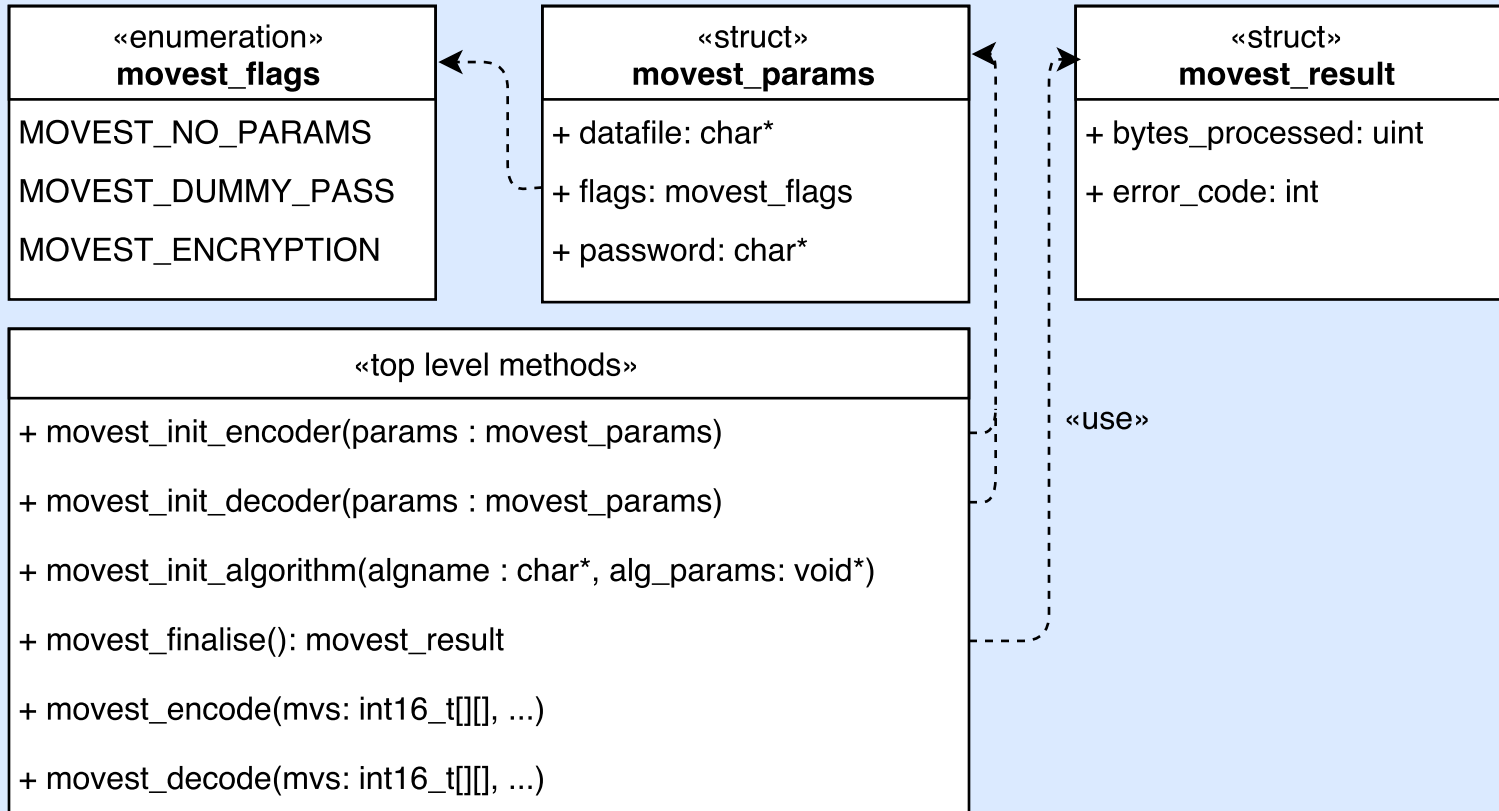 «enumeration»
movest_flags
MOVEST_NO_PARAMS
MOVEST_DUMMY_PASS
MOVEST_ENCRYPTION
«struct»
movest_params
+ datafile: char*
+ flags: movest_flags
+ password: char*
«struct»
movest_result
+ bytes_processed: uint
+ error_code: int
«top level methods»
+ movest_init_encoder(params : movest_params)
+ movest_init_decoder(params : movest_params)
+ movest_init_algorithm(algname : char*, alg_params: void*)
+ movest_finalise(): movest_result
+ movest_encode(mvs: int16_t[][], ...)
+ movest_decode(mvs: int16_t[][], ...)
«use»